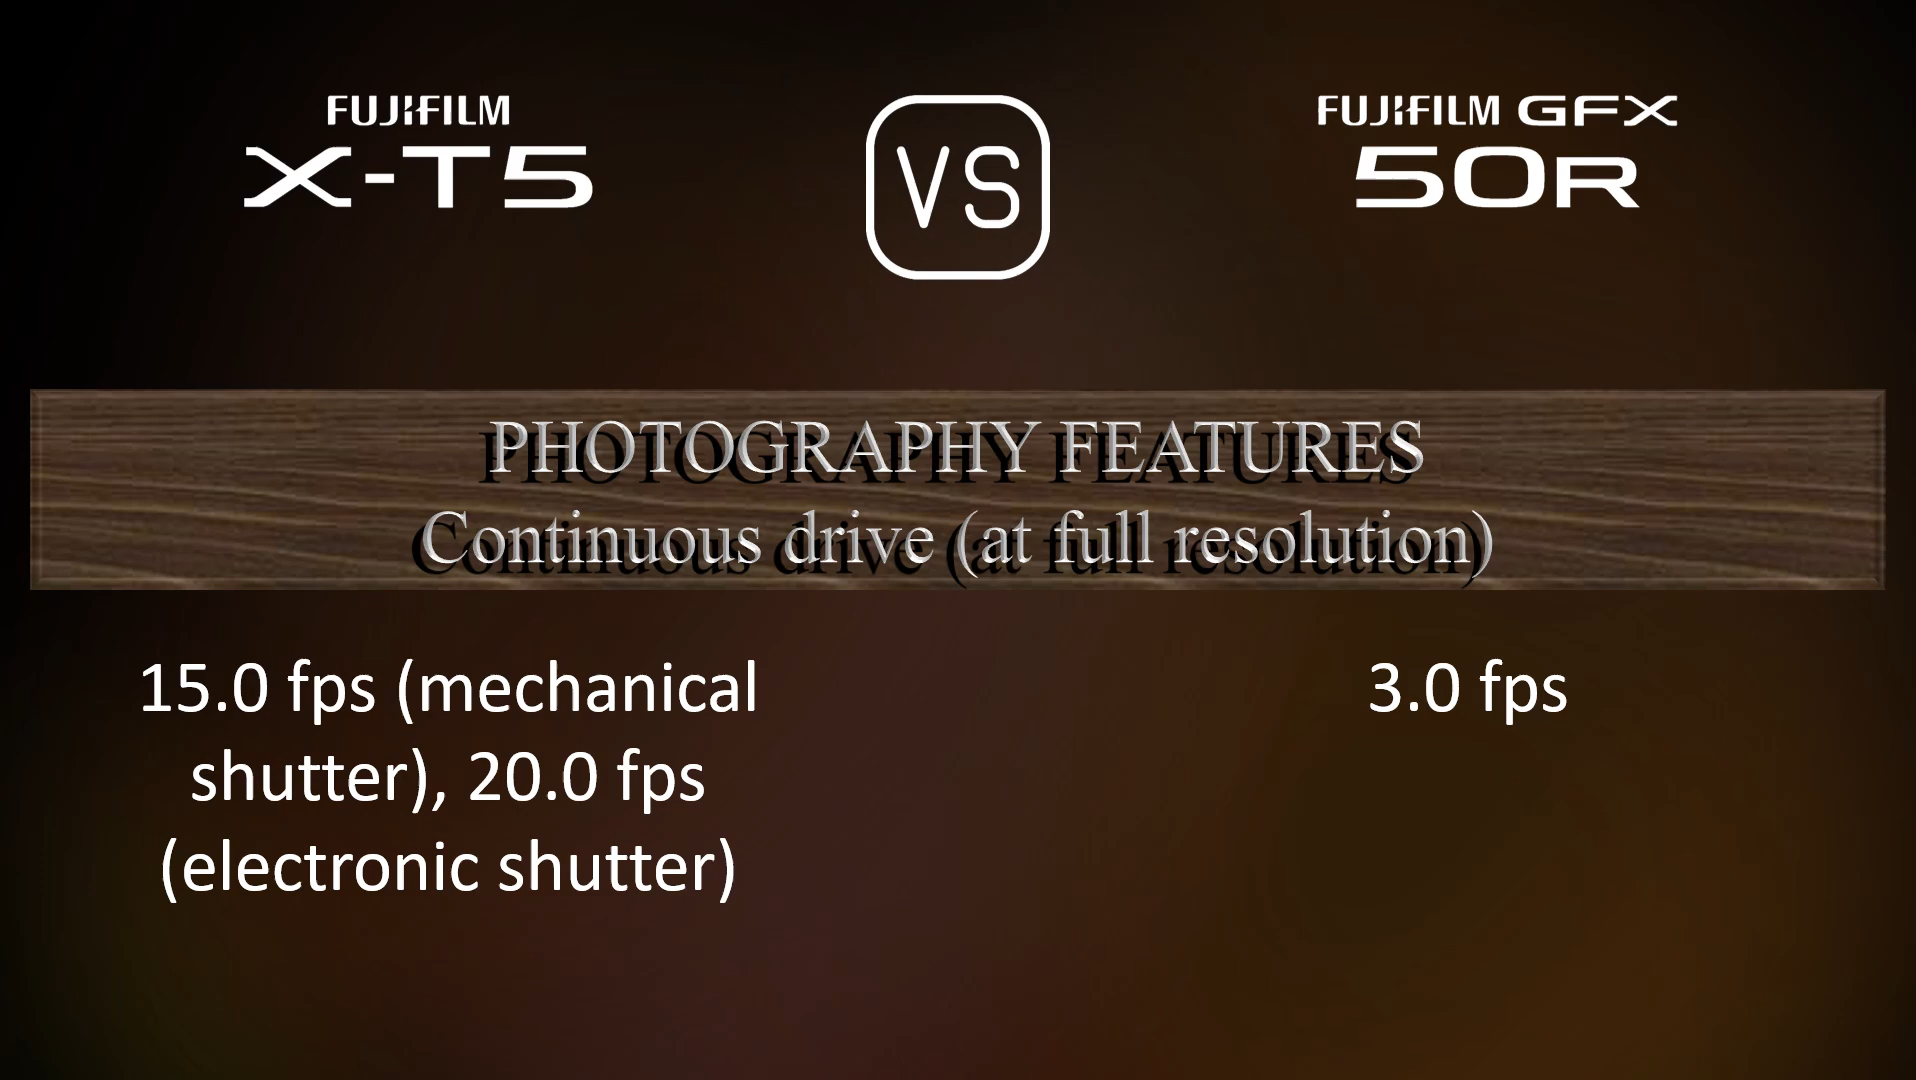 FUJIFILM
X-T5
VS
FUJIFILM GFX
50R
PHOTOGRAPHY FEATURES
Continuous drive (at full resolution)
15.0 fps (mechanical
shutter), 20.0 fps
(electronic shutter)
3.0 fps